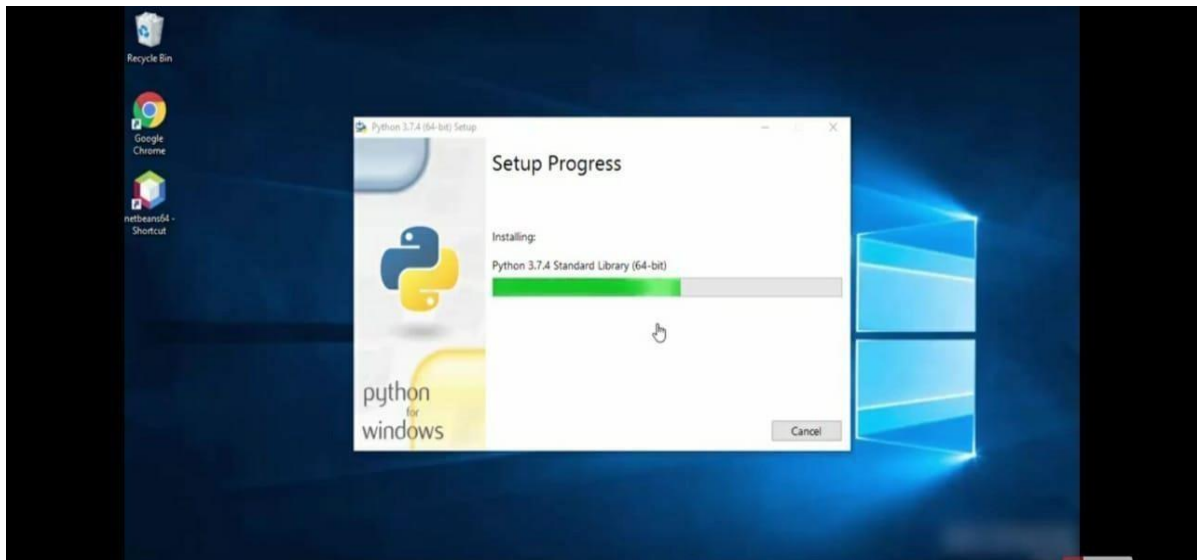 Recycle Bin
Google
Chrome
netbeans64 -
Shortcut
Python 3.7.4 (64-bit) Setup
Setup Progress
Installing:
Python 3.7.4 Standard Library (64-bit)
python
for
windows
Cancel